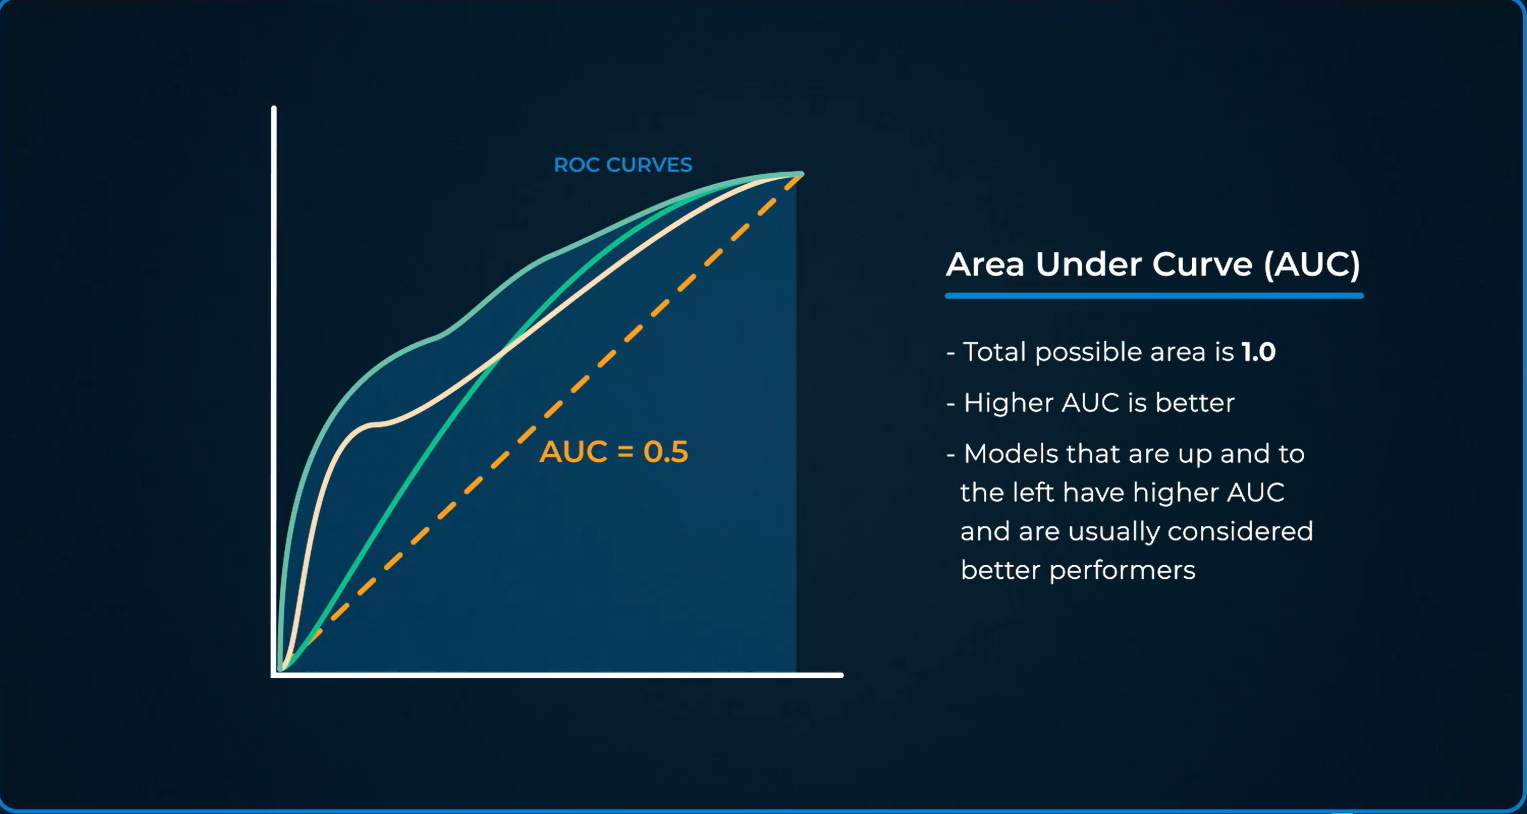 ROC CURVES
AUC = 0.5
Area Under Curve (AUC)
- Total possible area is 1.0
- Higher AUC is better
- Models that are up and to
the left have higher AUC
and are usually considered
better performers